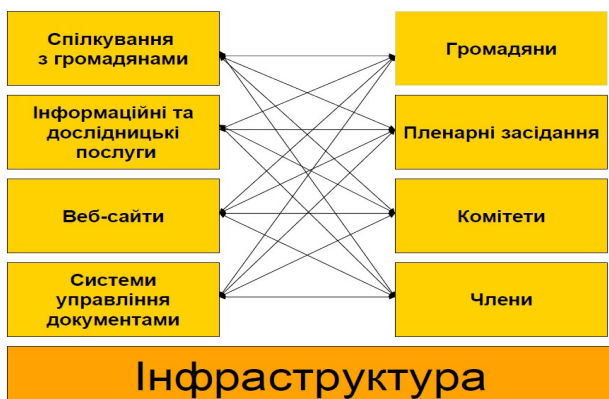 Спілкування
з громадянами
Громадяни
Інформаційні та
дослідницькі
послуги
Пленарні засідання
Веб-сайти
Комітети
Системи
управління
документами
Члени
Інфраструктура